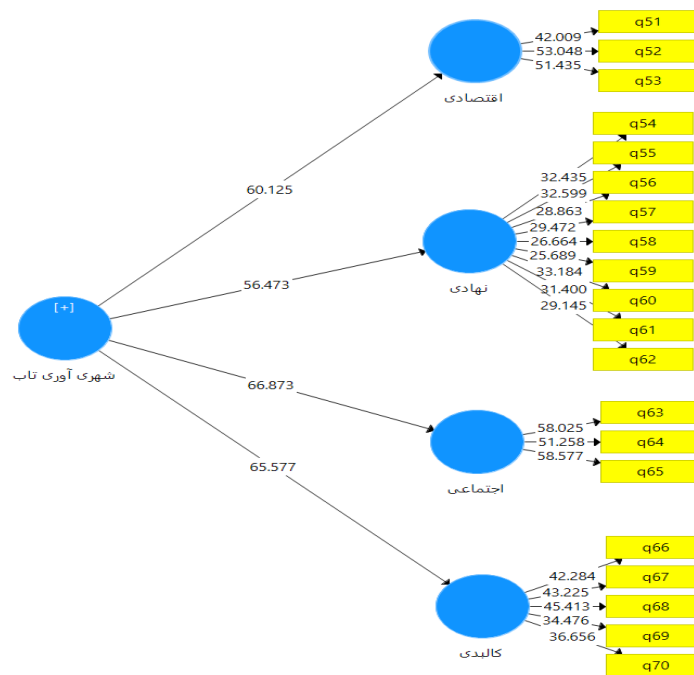 q51
42.009
q52
53.048
q53
51.435
اقتصادی
60.125
q54
32.435
q55
32.599
q56
28.863
q57
29.472
q58
26.664
q59
25.689
q60
33.184
q61
31.400
q62
29.145
نهادی
56.473
[+]
شهری آوری تاب
66.873
q63
58.025
q64
51.258
q65
58.577
اجتماعی
65.577
q66
42.284
q67
43.225
q68
45.413
q69
34.476
q70
36.656
کالبدی